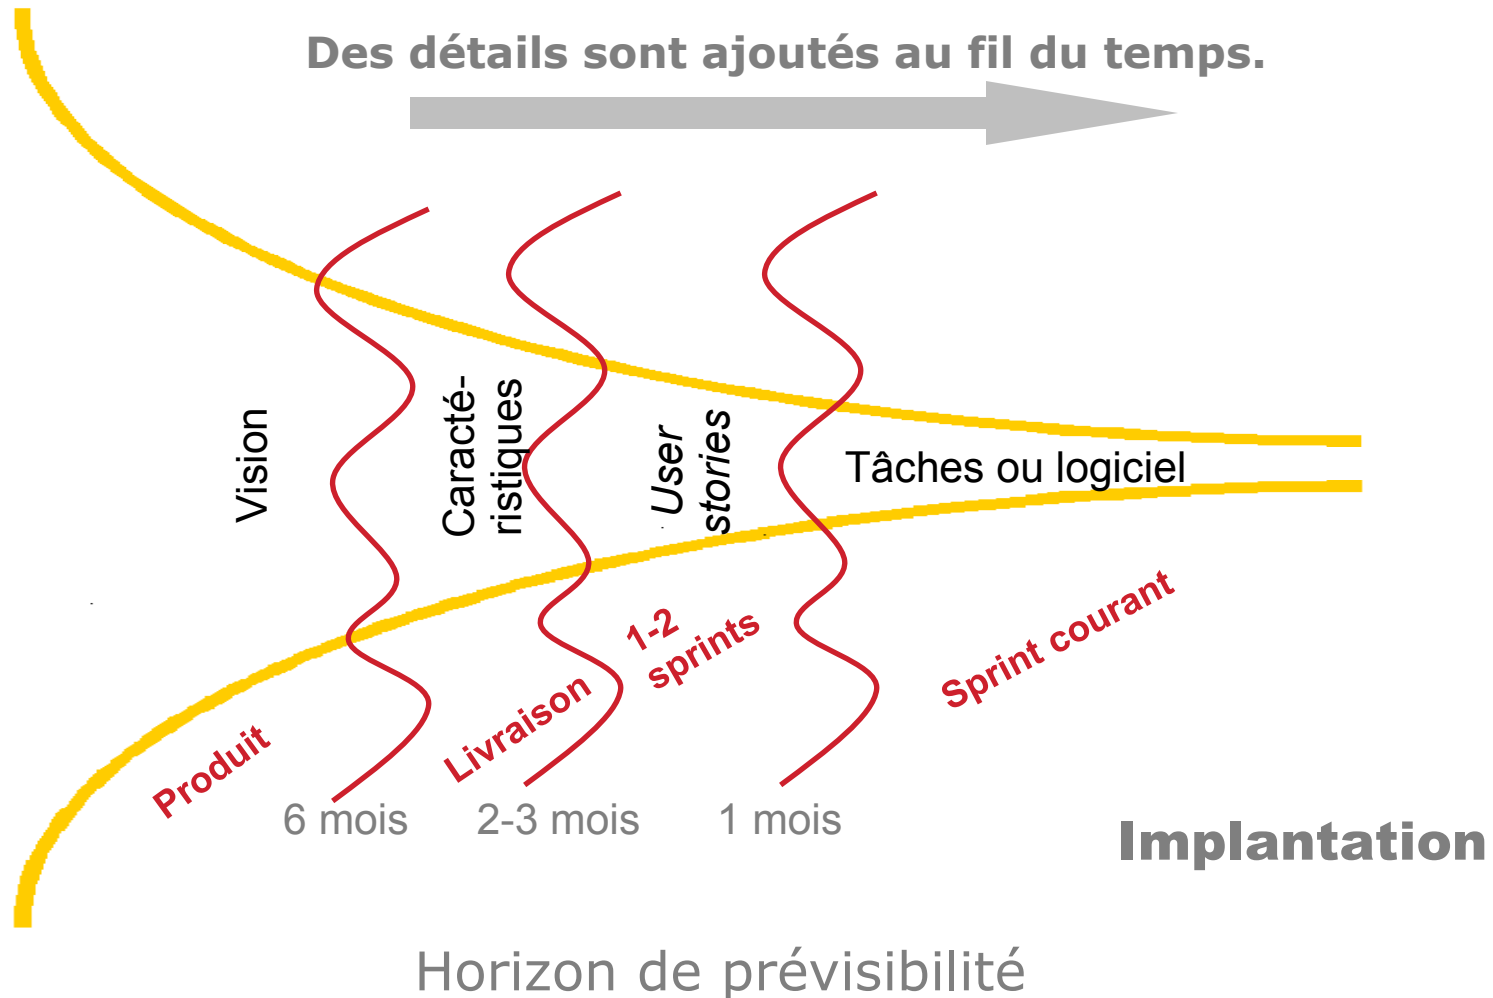 Des détails sont ajoutés au fil du temps.
Vision
Caracté-
ristiques
User
stories
Tâches ou logiciel
Produit
Livraison
1-2
sprints
Sprint courant
6 mois
2-3 mois
1 mois
Implantation
Horizon de prévisibilité